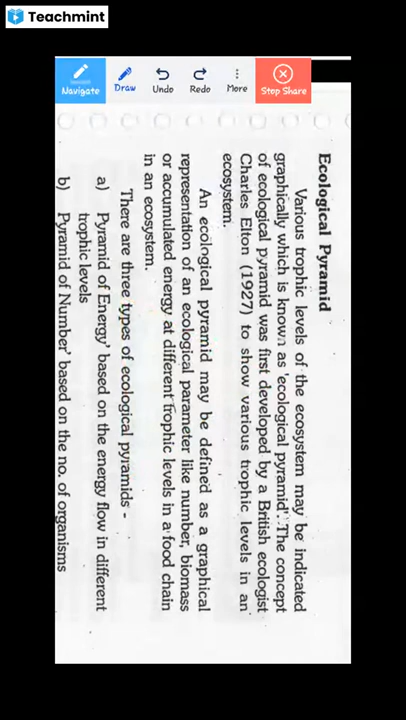 Teachmint
Navigate
Draw
Undo
Redo
More
Stop Share
Ecological Pyramid
Various trophic levels of the ecosystem may be indicated
graphically which is known as 'ecological pyramid'. The concept
of ecological pyramid was first developed by a British ecologist
Charles Elton (1927) to show various trophic levels in an
ecosystem.
An ecological pyramid may be defined as a graphical
representation of an ecological parameter like number, biomass
or accumulated energy at different trophic levels in a food chain
in an ecosystem.
There are three types of ecological pyramids -
a) Pyramid of Energy' based on the energy flow in different
trophic levels
b) Pyramid of Number' based on the no. of organisms